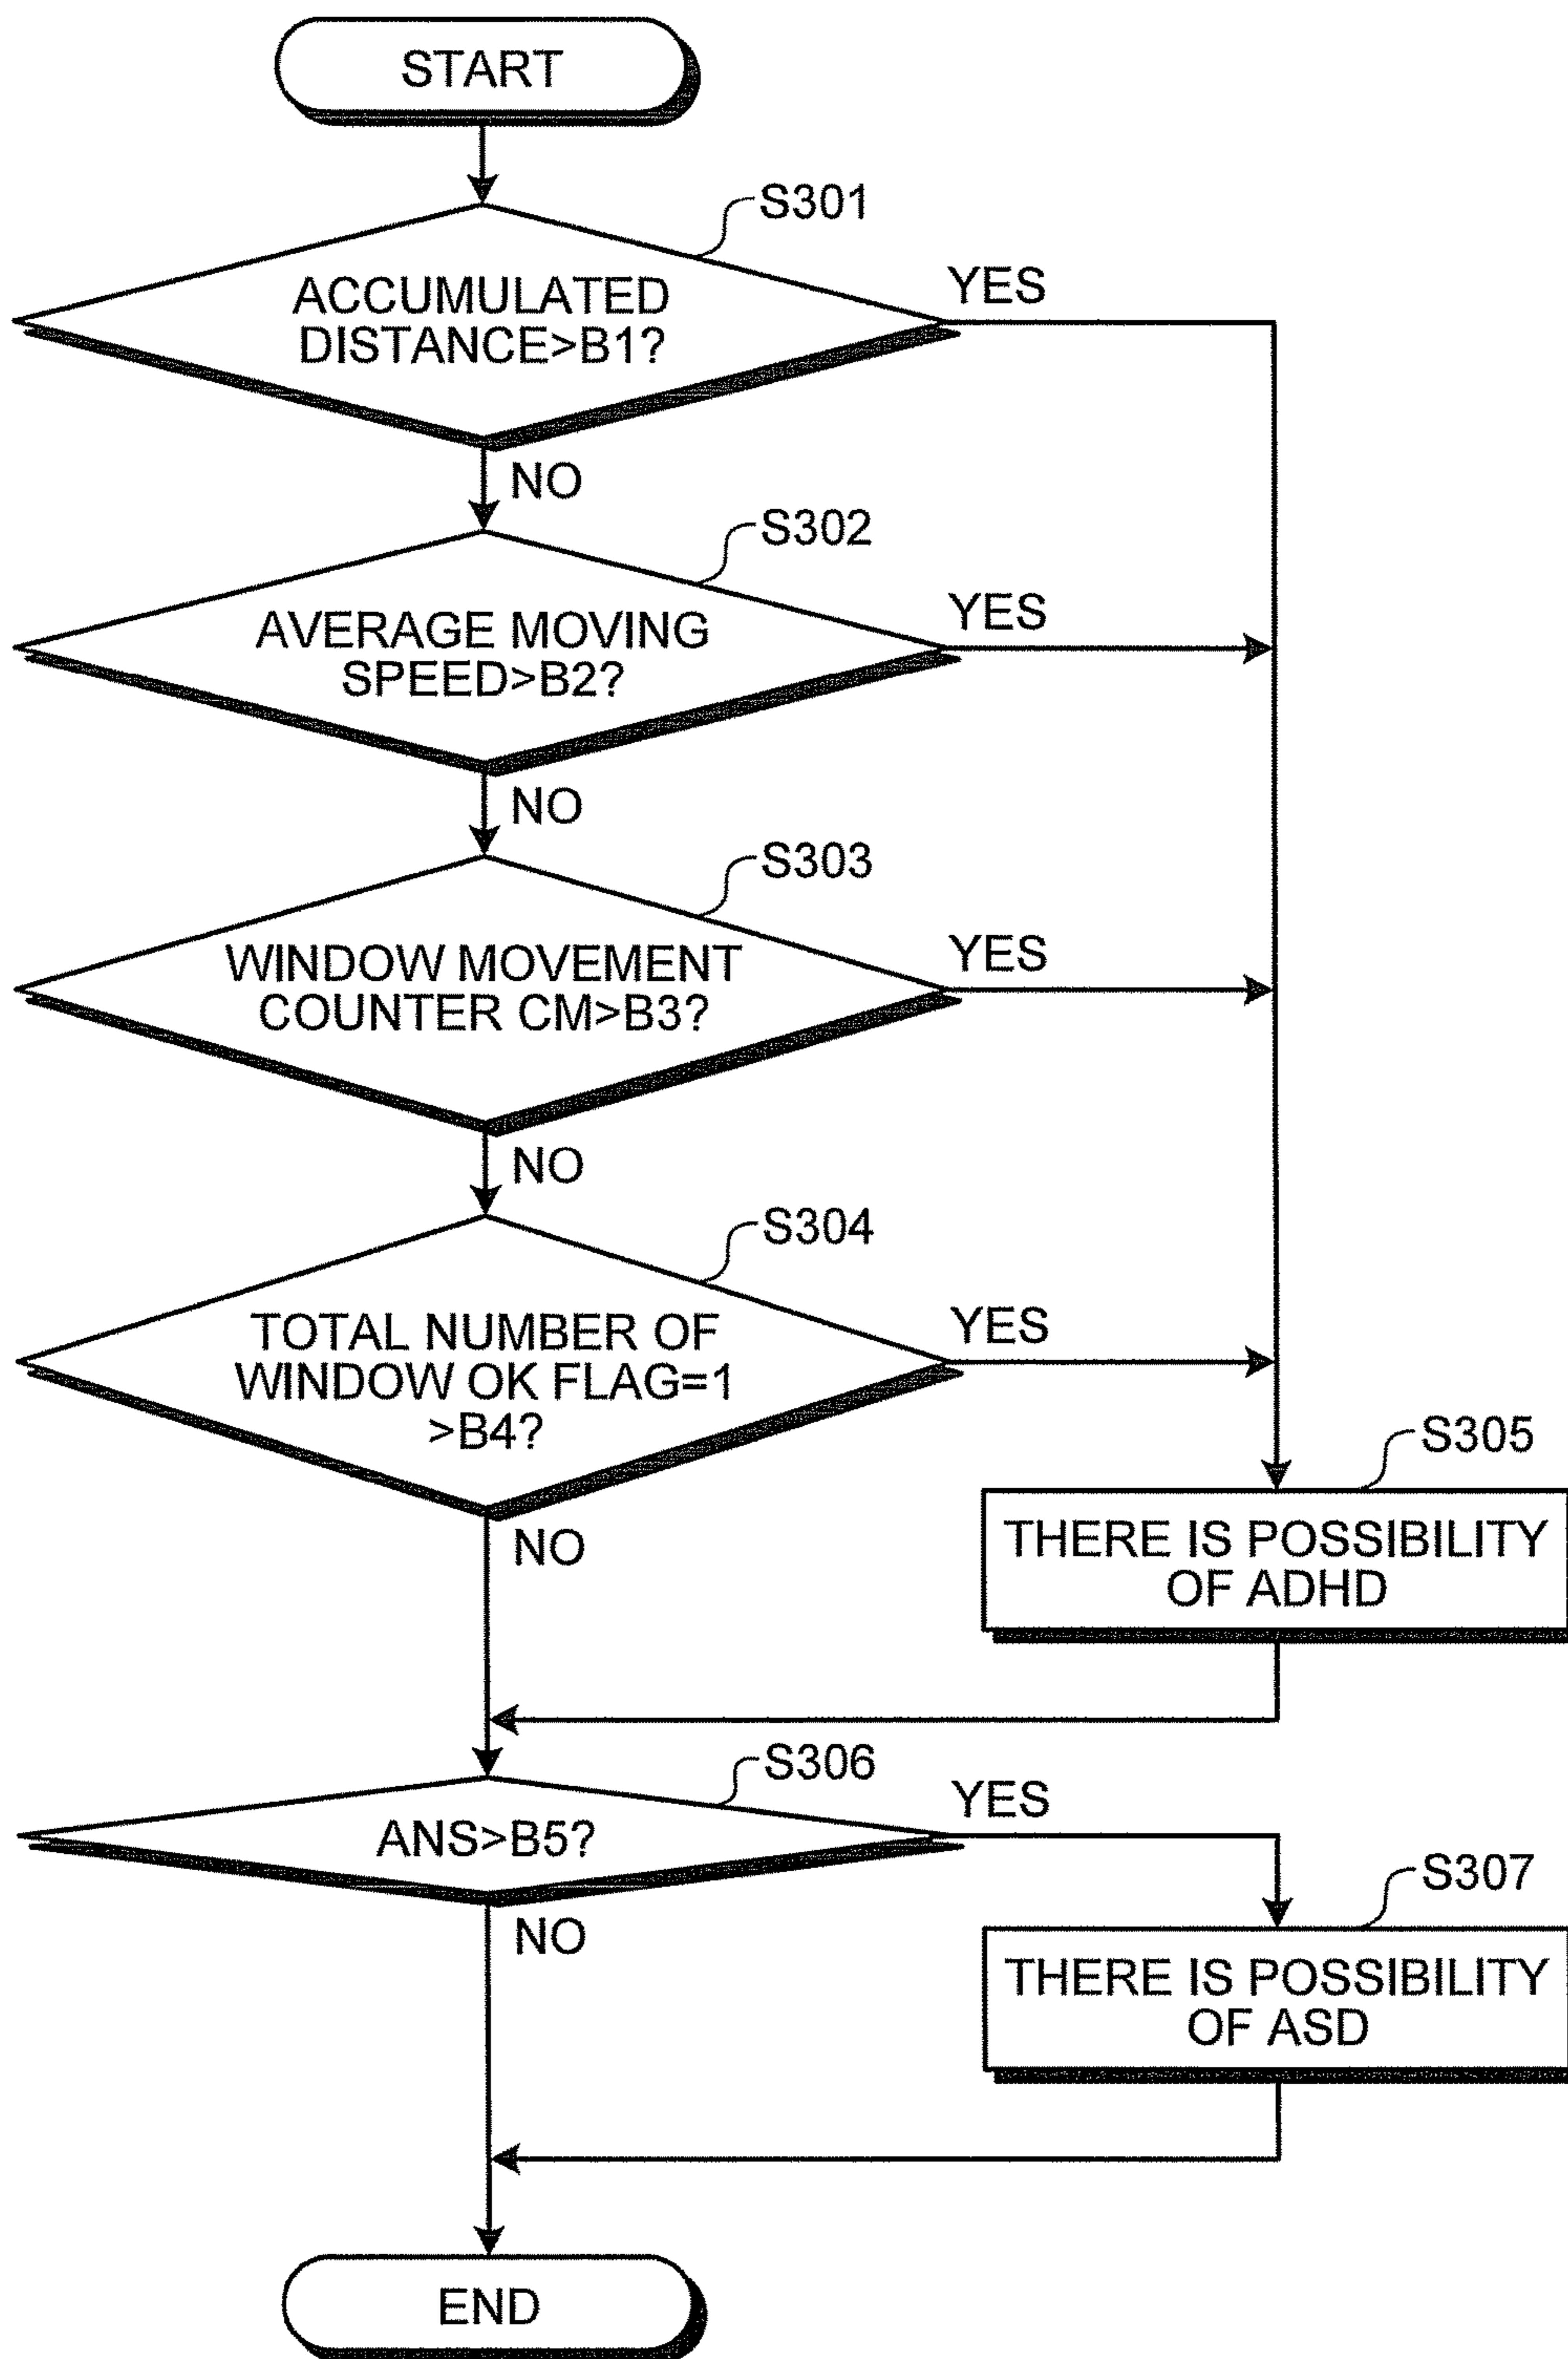 START
S301
ACCUMULATED
DISTANCE>B1?
YES
NO
S302
AVERAGE MOVING
SPEED>B2?
YES
NO
S303
WINDOW MOVEMENT
COUNTER CM>B3?
YES
NO
S304
TOTAL NUMBER OF
WINDOW OK FLAG=1
>B4?
YES
NO
S305
THERE IS POSSIBILITY
OF ADHD
S306
ANS>B5?
YES
NO
S307
THERE IS POSSIBILITY
OF ASD
END